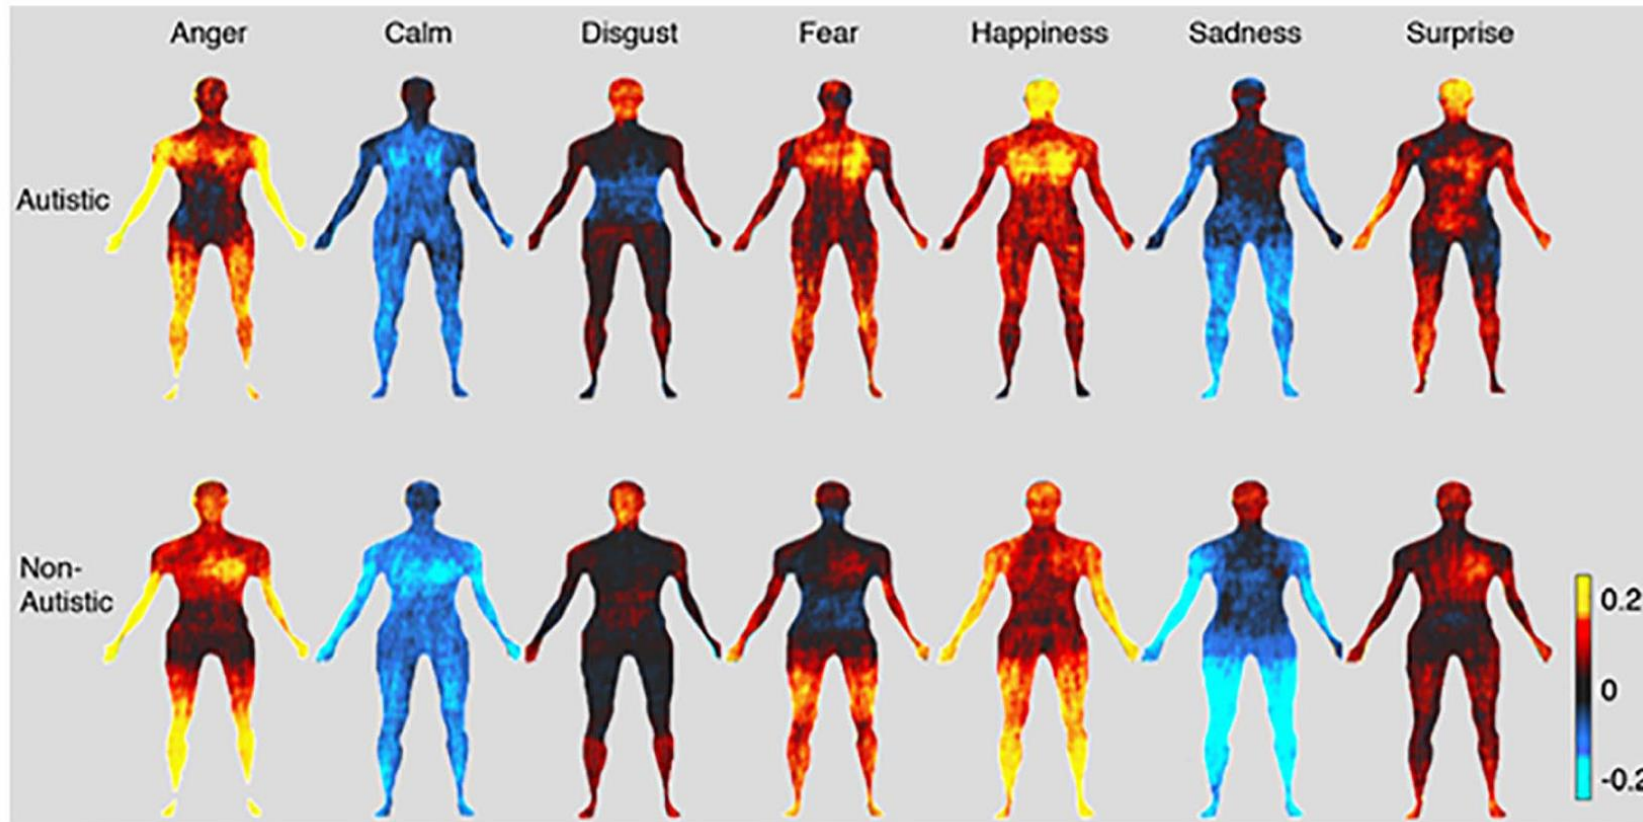 Anger Calm Disgust Fear Happiness Sadness Surprise
Autistic
Non-
Autistic
0.2
0
-0.2